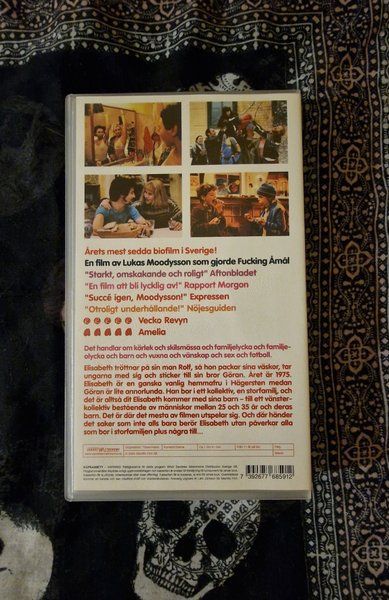 Årets mest sedda biofilm i Sverige!
En film av Lukas Moodysson som gjorde Fucking Åmål
"Starkt, omskakande och roligt" Aftonbladet
"En film att bli lycklig av!" Rapport Morgon
"Succé igen, Moodysson!" Expressen
"Otroligt underhållande!" Nöjesguiden
Vecko Revyn
Amelia
Det handlar om kärlek och skilsmässa och familjelycka och familje-
olycka och barn och vuxna och vänskap och sex och fotboll.
Elisabeth tröttnar på sin man Rolf, så hon packar sina väskor, tar
ungarna med sig och sticker till sin bror Göran. Året är 1975.
Elisabeth är en ganska vanlig hemmafru i Hägersten medan
Göran är lite annorlunda. Han bor i ett kollektiv, en storfamilj, och
det är alltså dit Elisabeth kommer med sina barn – till ett vänster-
kollektiv bestående av människor mellan 25 och 35 år och deras
barn. Det är där det mesta av filmen utspelar sig. Och där händer
det saker som inte alls bara berör Elisabeth utan påverkar alla
som bor i storfamiljen plus några till...
7 392677 685912